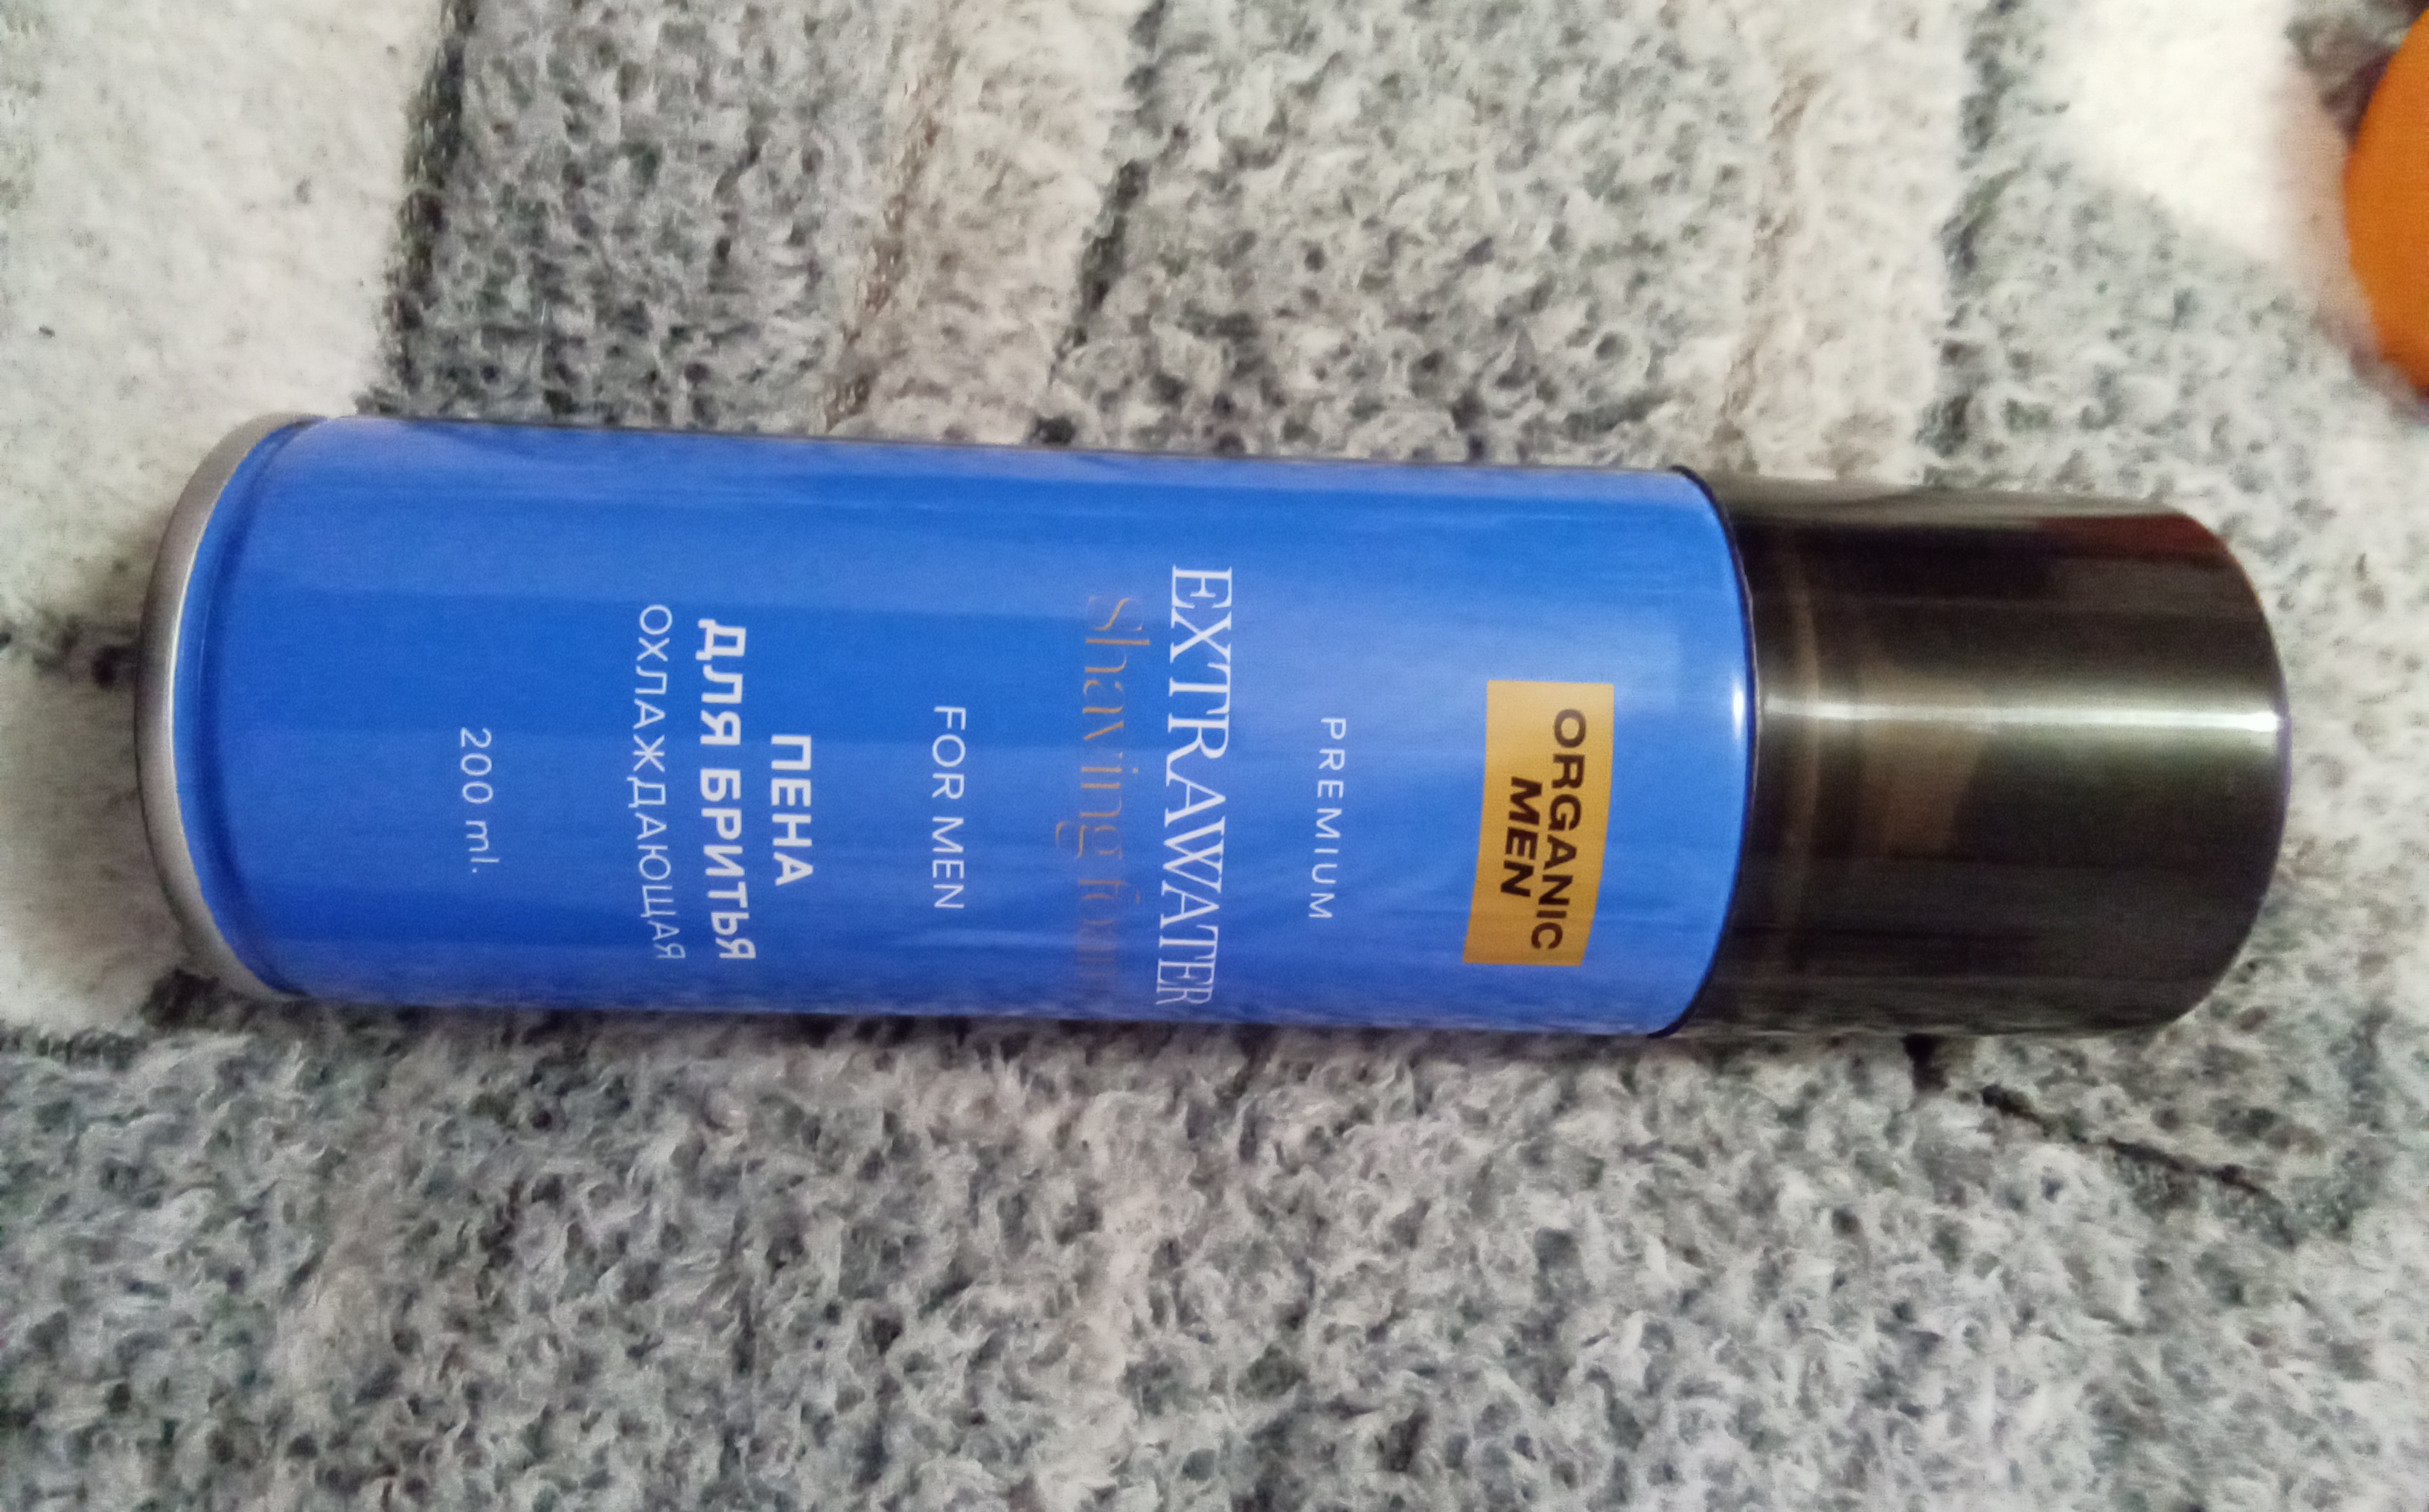 ORGANIC
MEN
PREMIUM
EXTRAWATER
Shaving foam
FOR MEN
ПЕНА
ДЛЯ БРИТЬЯ
ОХЛАЖДАЮЩАЯ
200 ml.